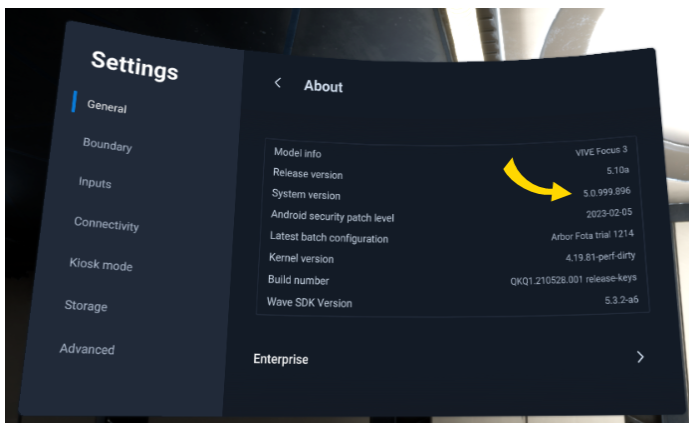 Settings
General
Boundary
Inputs
Connectivity
Kiosk mode
Storage
Advanced
About
Model info VIVE Focus 3
Release version 5.10a
System version 5.0.999.896
Android security patch level 2023-02-05
Latest batch configuration Arbor Fota trial 1214
Kernel version 4.19.81-perf-dirty
Build number QKQ1.210528.001 release-keys
Wave SDK Version 5.3.2-a6
Enterprise